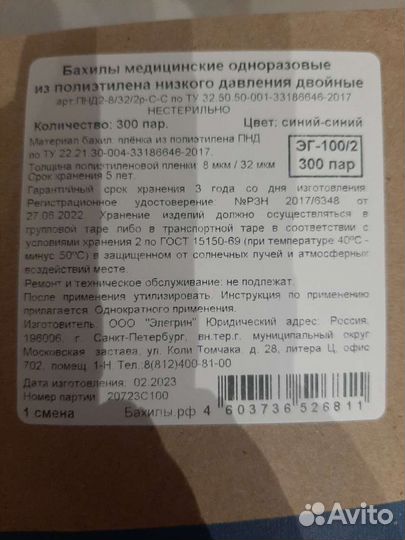 Бахилы медицинские одноразовые
из полиэтилена низкого давления двойные
арт.ПНД2-8/32/2р-С-С по ТУ 32.50.50-001-33186646-2017
НЕСТЕРИЛЬНО
Количество: 300 пар. Цвет: синий-синий
Материал бахил: плёнка из полиэтилена ПНД
по ТУ 22.21.30-004-33186646-2017.
Толщина полиэтиленовой пленки: 8 мкм / 32 мкм
Срок хранения 5 лет.
ЭГ-100/2
300 пар
Гарантийный срок хранения 3 года со дня изготовления
Регистрационное удостоверение №РЗН 2017/6348 от
27.06.2022. Хранение изделий должно осуществляться в
групповой таре либо в транспортной таре в соответствии с
условиями хранения 2 по ГОСТ 15150-69 (при температуре 40°С -
минус 50°С) в защищенном от солнечных лучей и атмосферных
воздействий месте.
Ремонт и техническое обслуживание: не подлежат.
После применения утилизировать. Инструкция по применению
прилагается. Однократного применения.
Изготовитель: ООО "Элегрин" Юридический адрес: Россия,
196006, г. Санкт-Петербург, вн.тер.г. муниципальный округ
Московская застава, ул. Коли Томчака, д. 28, литера Ц, офис
702, помещ. 1-Н, Тел.:8(812)400-81-00
Дата изготовления 02.2023
Номер партии 20723С100
1 смена Бахилы.рф 4 603736 526811
Avito